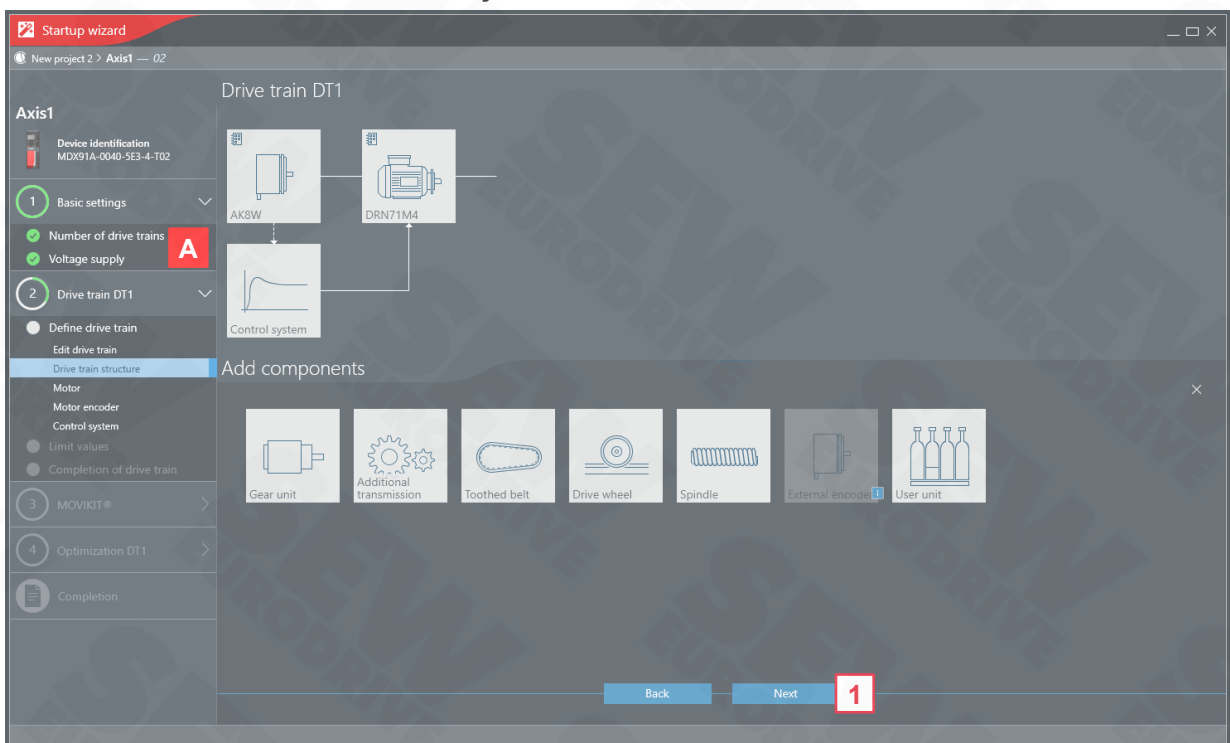 Startup wizard
New project 2 > Axis1 — 02
Axis1
Device identification
MDX91A-0040-5E3-4-T02
1 Basic settings
Number of drive trains
Voltage supply
A
2 Drive train DT1
Define drive train
Edit drive train
Drive train structure
Motor
Motor encoder
Control system
Limit values
Completion of drive train
3 MOVIKIT®
4 Optimization DT1
Completion
Drive train DT1
AK8W
DRN71M4
Control system
Add components
Gear unit
Additional
transmission
Toothed belt
Drive wheel
Spindle
External encoder
i
User unit
Back
Next
1
SEW
EURODRIVE